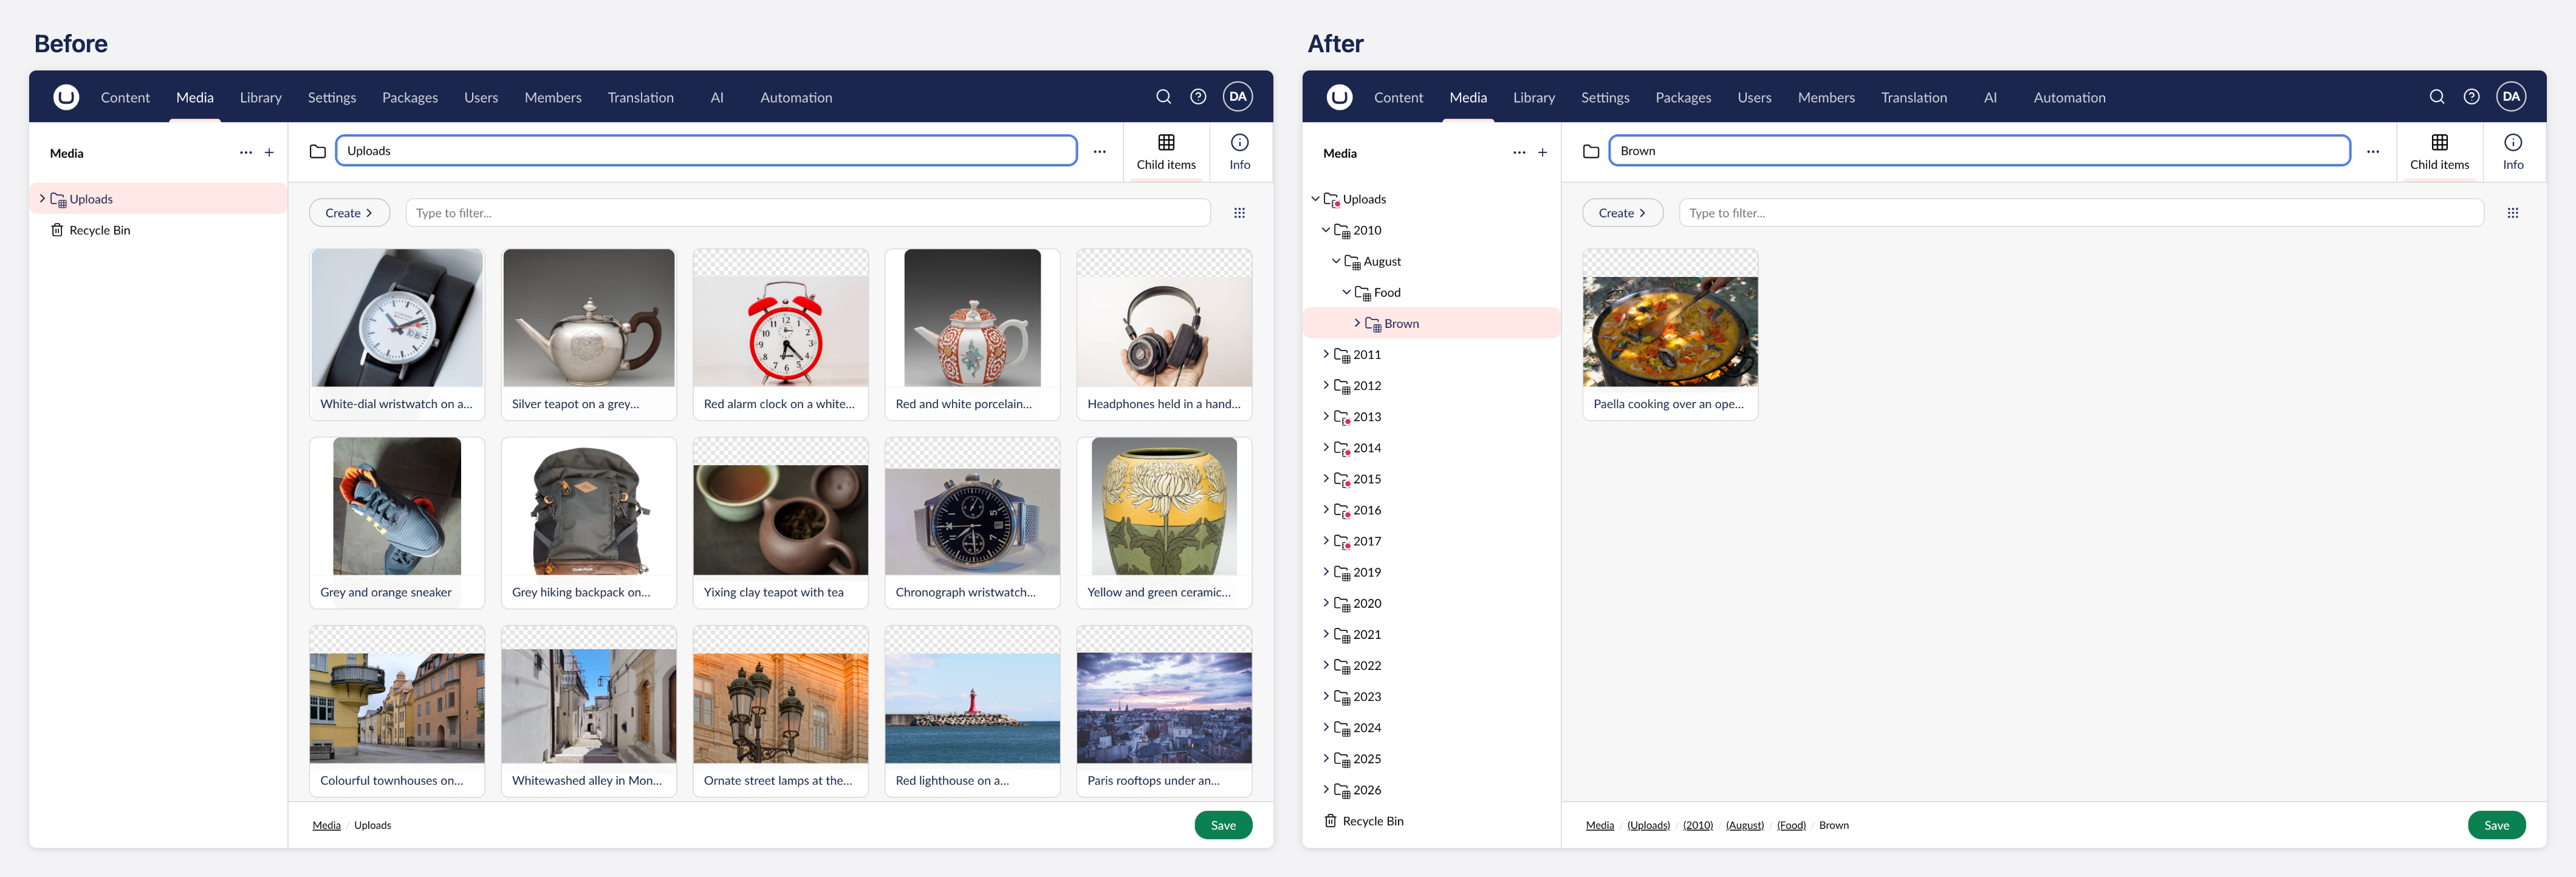 Before
Content Media Library Settings Packages Users Members Translation AI Automation DA
Media
Uploads
Child items
Info
Uploads
Recycle Bin
Create
Type to filter...
White-dial wristwatch on a...
Silver teapot on a grey...
Red alarm clock on a white...
Red and white porcelain...
Headphones held in a hand...
Grey and orange sneaker
Grey hiking backpack on...
Yixing clay teapot with tea
Chronograph wristwatch...
Yellow and green ceramic...
Colourful townhouses on...
Whitewashed alley in Mon...
Ornate street lamps at the...
Red lighthouse on a...
Paris rooftops under an...
Media / Uploads
Save
After
Content Media Library Settings Packages Users Members Translation AI Automation DA
Media
Brown
Child items
Info
Uploads
2010
August
Food
Brown
2011
2012
2013
2014
2015
2016
2017
2019
2020
2021
2022
2023
2024
2025
2026
Recycle Bin
Create
Type to filter...
Paella cooking over an ope...
Media / (Uploads) / (2010) / (August) / (Food) / Brown
Save